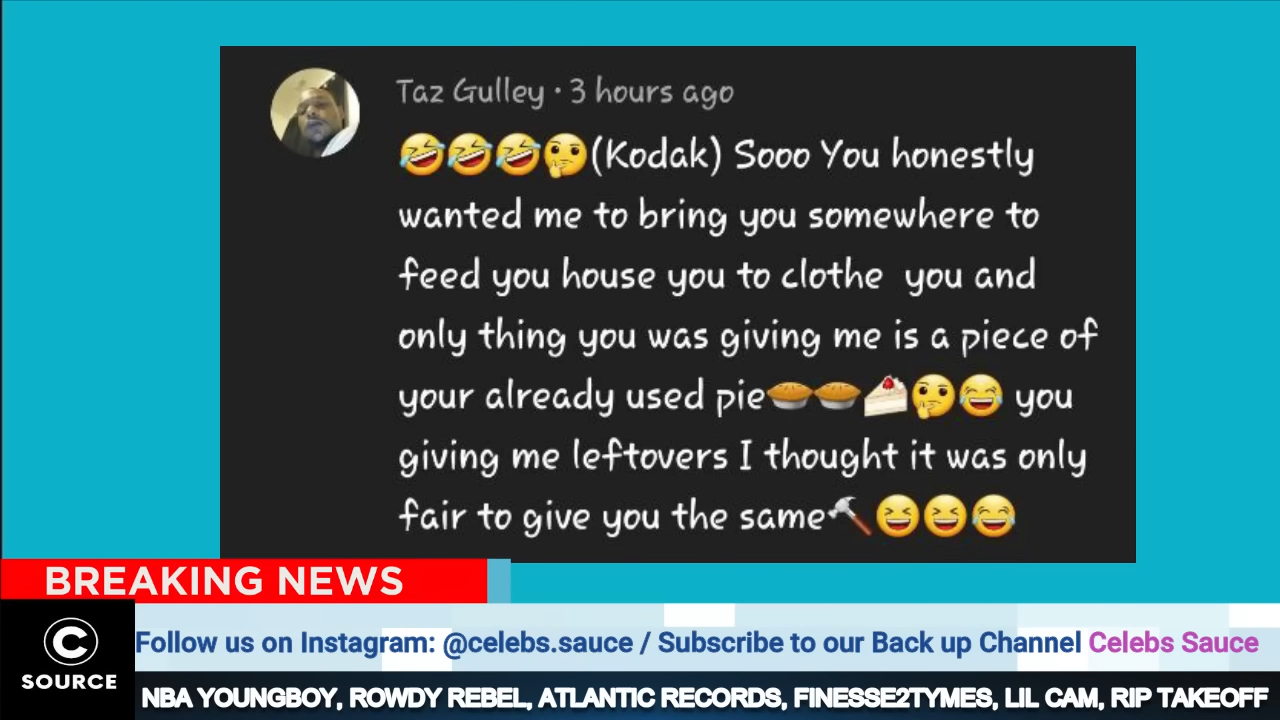 Taz Gulley · 3 hours ago
🤣🤣🤣🤔(Kodak) Sooo You honestly
wanted me to bring you somewhere to
feed you house you to clothe you and
only thing you was giving me is a piece of
your already used pie🥧🥧🍰🤔😂 you
giving me leftovers I thought it was only
fair to give you the same🔨😆😆😂
BREAKING NEWS
C
SOURCE
Follow us on Instagram: @celebs.sauce / Subscribe to our Back up Channel Celebs Sauce
NBA YOUNGBOY, ROWDY REBEL, ATLANTIC RECORDS, FINESSE2TYMES, LIL CAM, RIP TAKEOFF